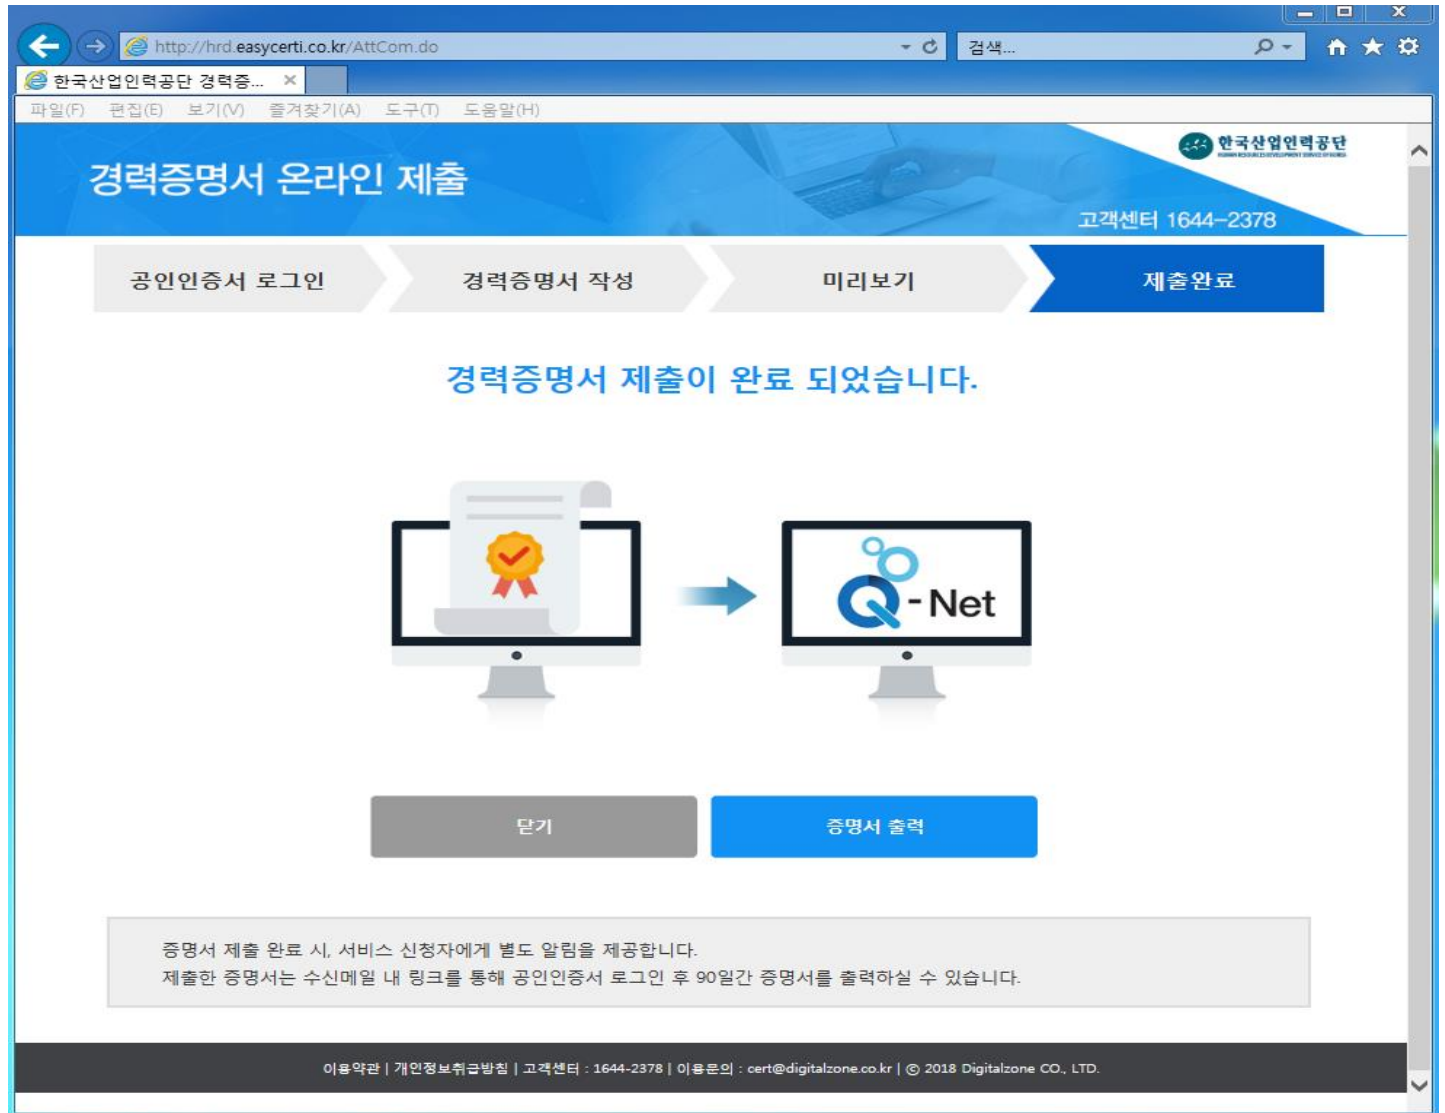 http://hrd.easycerti.co.kr/AttCom.do
검색...
한국산업인력공단 경력증...
파일(F) 편집(E) 보기(V) 즐겨찾기(A) 도구(T) 도움말(H)
한국산업인력공단
HUMAN RESOURCES DEVELOPMENT SERVICE OF KOREA
경력증명서 온라인 제출
고객센터 1644-2378
공인인증서 로그인 경력증명서 작성 미리보기 제출완료
경력증명서 제출이 완료 되었습니다.
Q-Net
닫기 증명서 출력
증명서 제출 완료 시, 서비스 신청자에게 별도 알림을 제공합니다.
제출한 증명서는 수신메일 내 링크를 통해 공인인증서 로그인 후 90일간 증명서를 출력하실 수 있습니다.
이용약관 | 개인정보취급방침 | 고객센터 : 1644-2378 | 이용문의 : cert@digitalzone.co.kr | © 2018 Digitalzone CO., LTD.